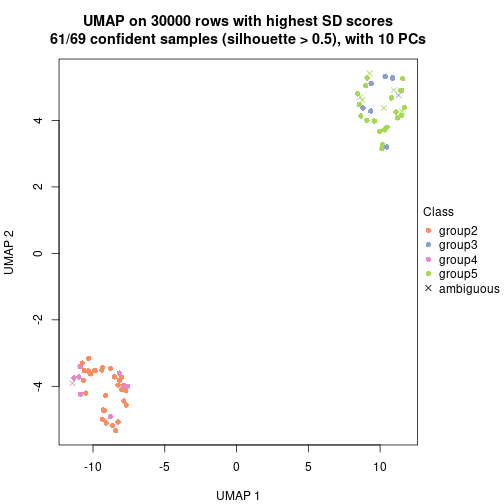 UMAP on 30000 rows with highest SD scores
61/69 confident samples (silhouette > 0.5), with 10 PCs
4
2
0
-2
-4
UMAP 2
-10
-5
0
5
10
UMAP 1
Class
group2
group3
group4
group5
ambiguous